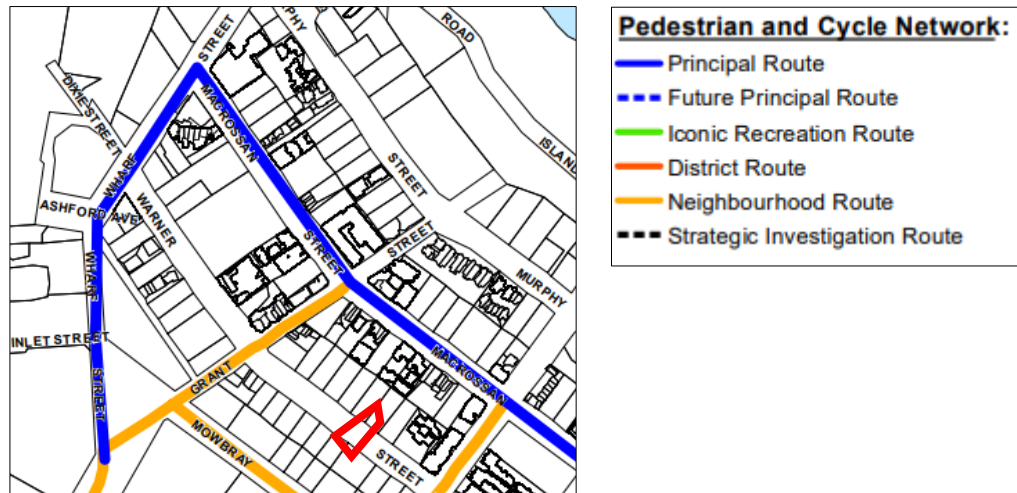 RPHY
ROAD
STREET
DIXIE STREET
MACROSSAN
ISLAND
STREET
WHARF
ASHFORD AVE
WARNER
STREET
STREET
MURPHY
WHARF
INLET STREET
MACROSSAN
GRANT
STREET
MOWBRAY
STREET
Pedestrian and Cycle Network:
Principal Route
Future Principal Route
Iconic Recreation Route
District Route
Neighbourhood Route
Strategic Investigation Route